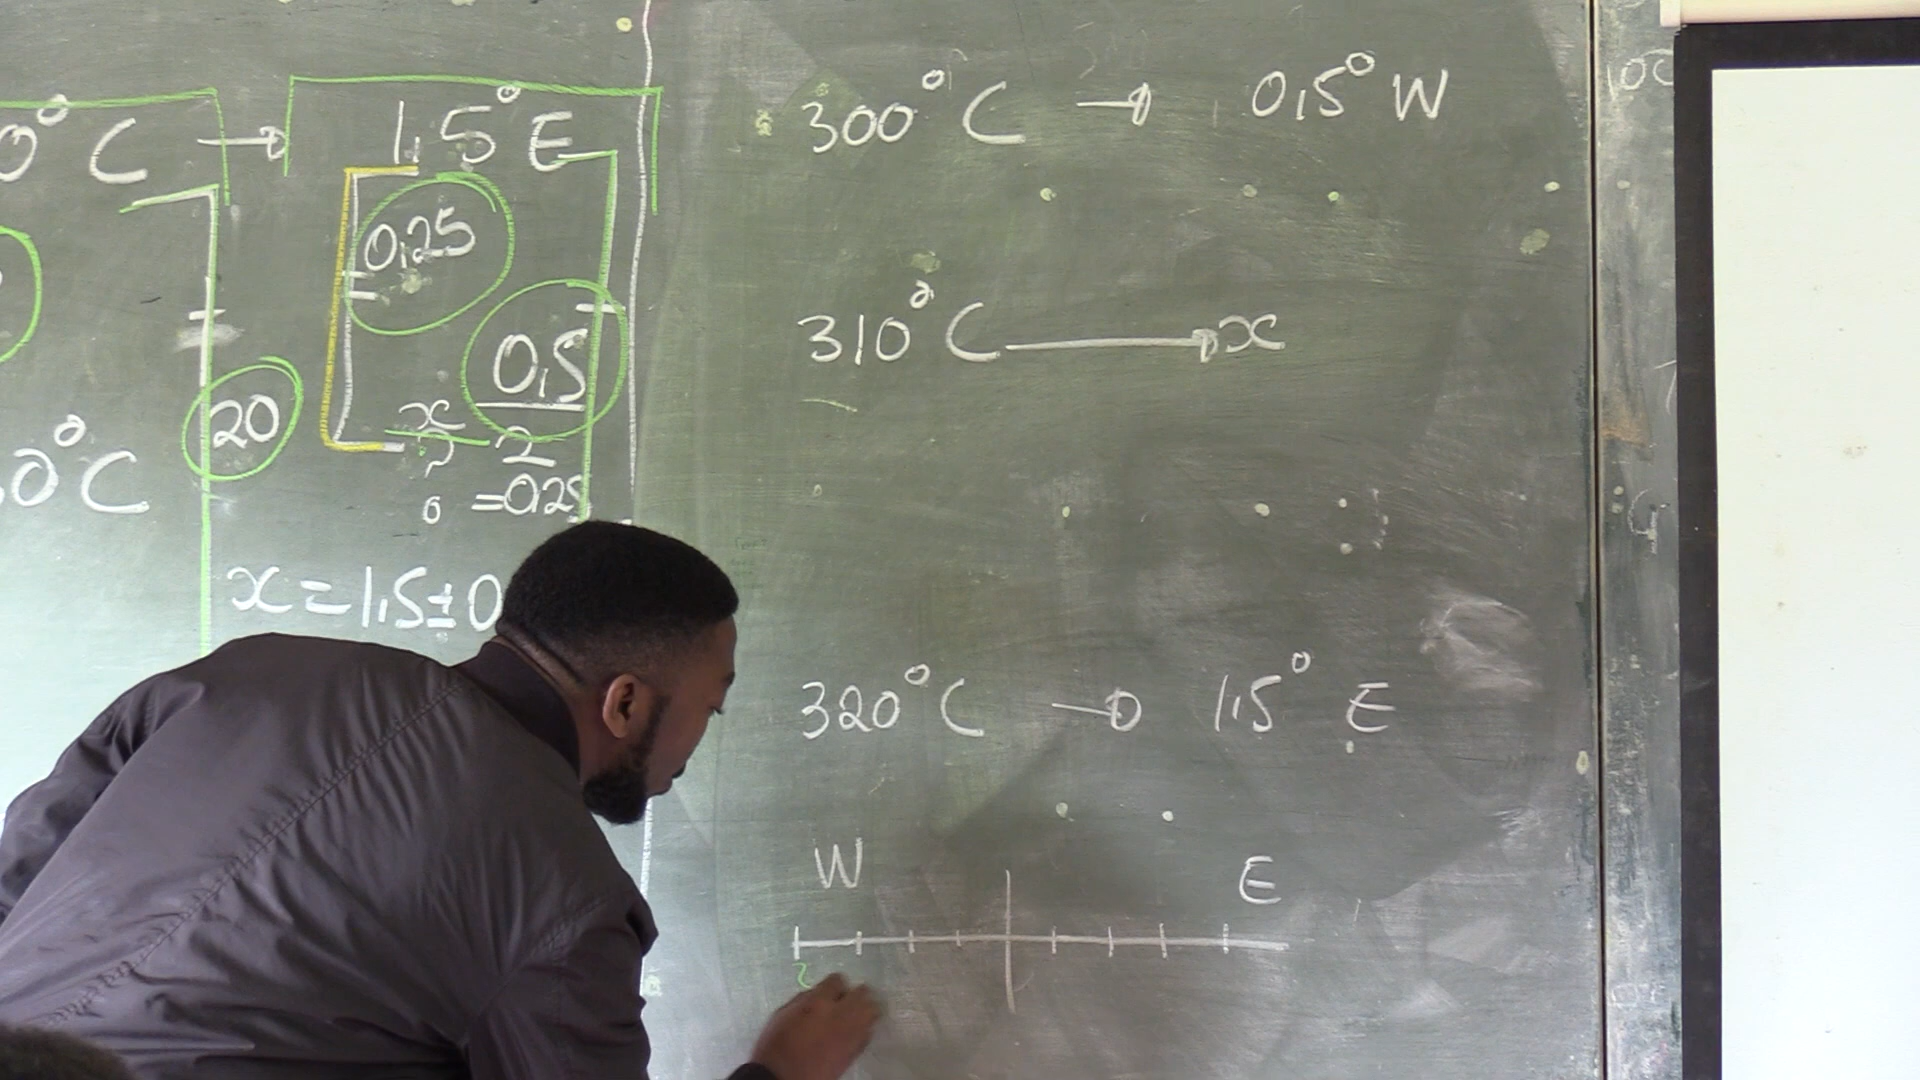 0°C → 1,5°E
0,25
0,5
20
x
?
2
0°C
=0,25
x=1,5±0
300°C → 0,5°W
310°C → x
320°C → 1,5°E
W E
2